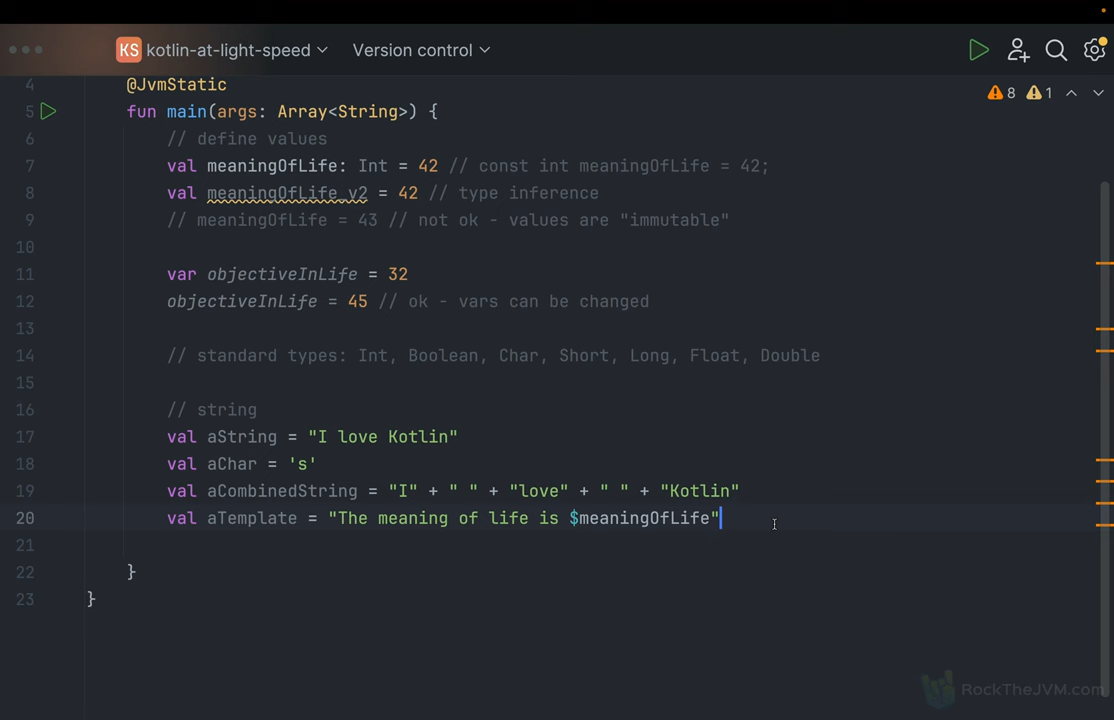 KS kotlin-at-light-speed Version control
8 1
4 @JvmStatic
5 fun main(args: Array<String>) {
6 // define values
7 val meaningOfLife: Int = 42 // const int meaningOfLife = 42;
8 val meaningOfLife_v2 = 42 // type inference
9 // meaningOfLife = 43 // not ok - values are "immutable"
10
11 var objectiveInLife = 32
12 objectiveInLife = 45 // ok - vars can be changed
13
14 // standard types: Int, Boolean, Char, Short, Long, Float, Double
15
16 // string
17 val aString = "I love Kotlin"
18 val aChar = 's'
19 val aCombinedString = "I" + " " + "love" + " " + "Kotlin"
20 val aTemplate = "The meaning of life is $meaningOfLife"
21
22 }
23 }
RockTheJVM.com